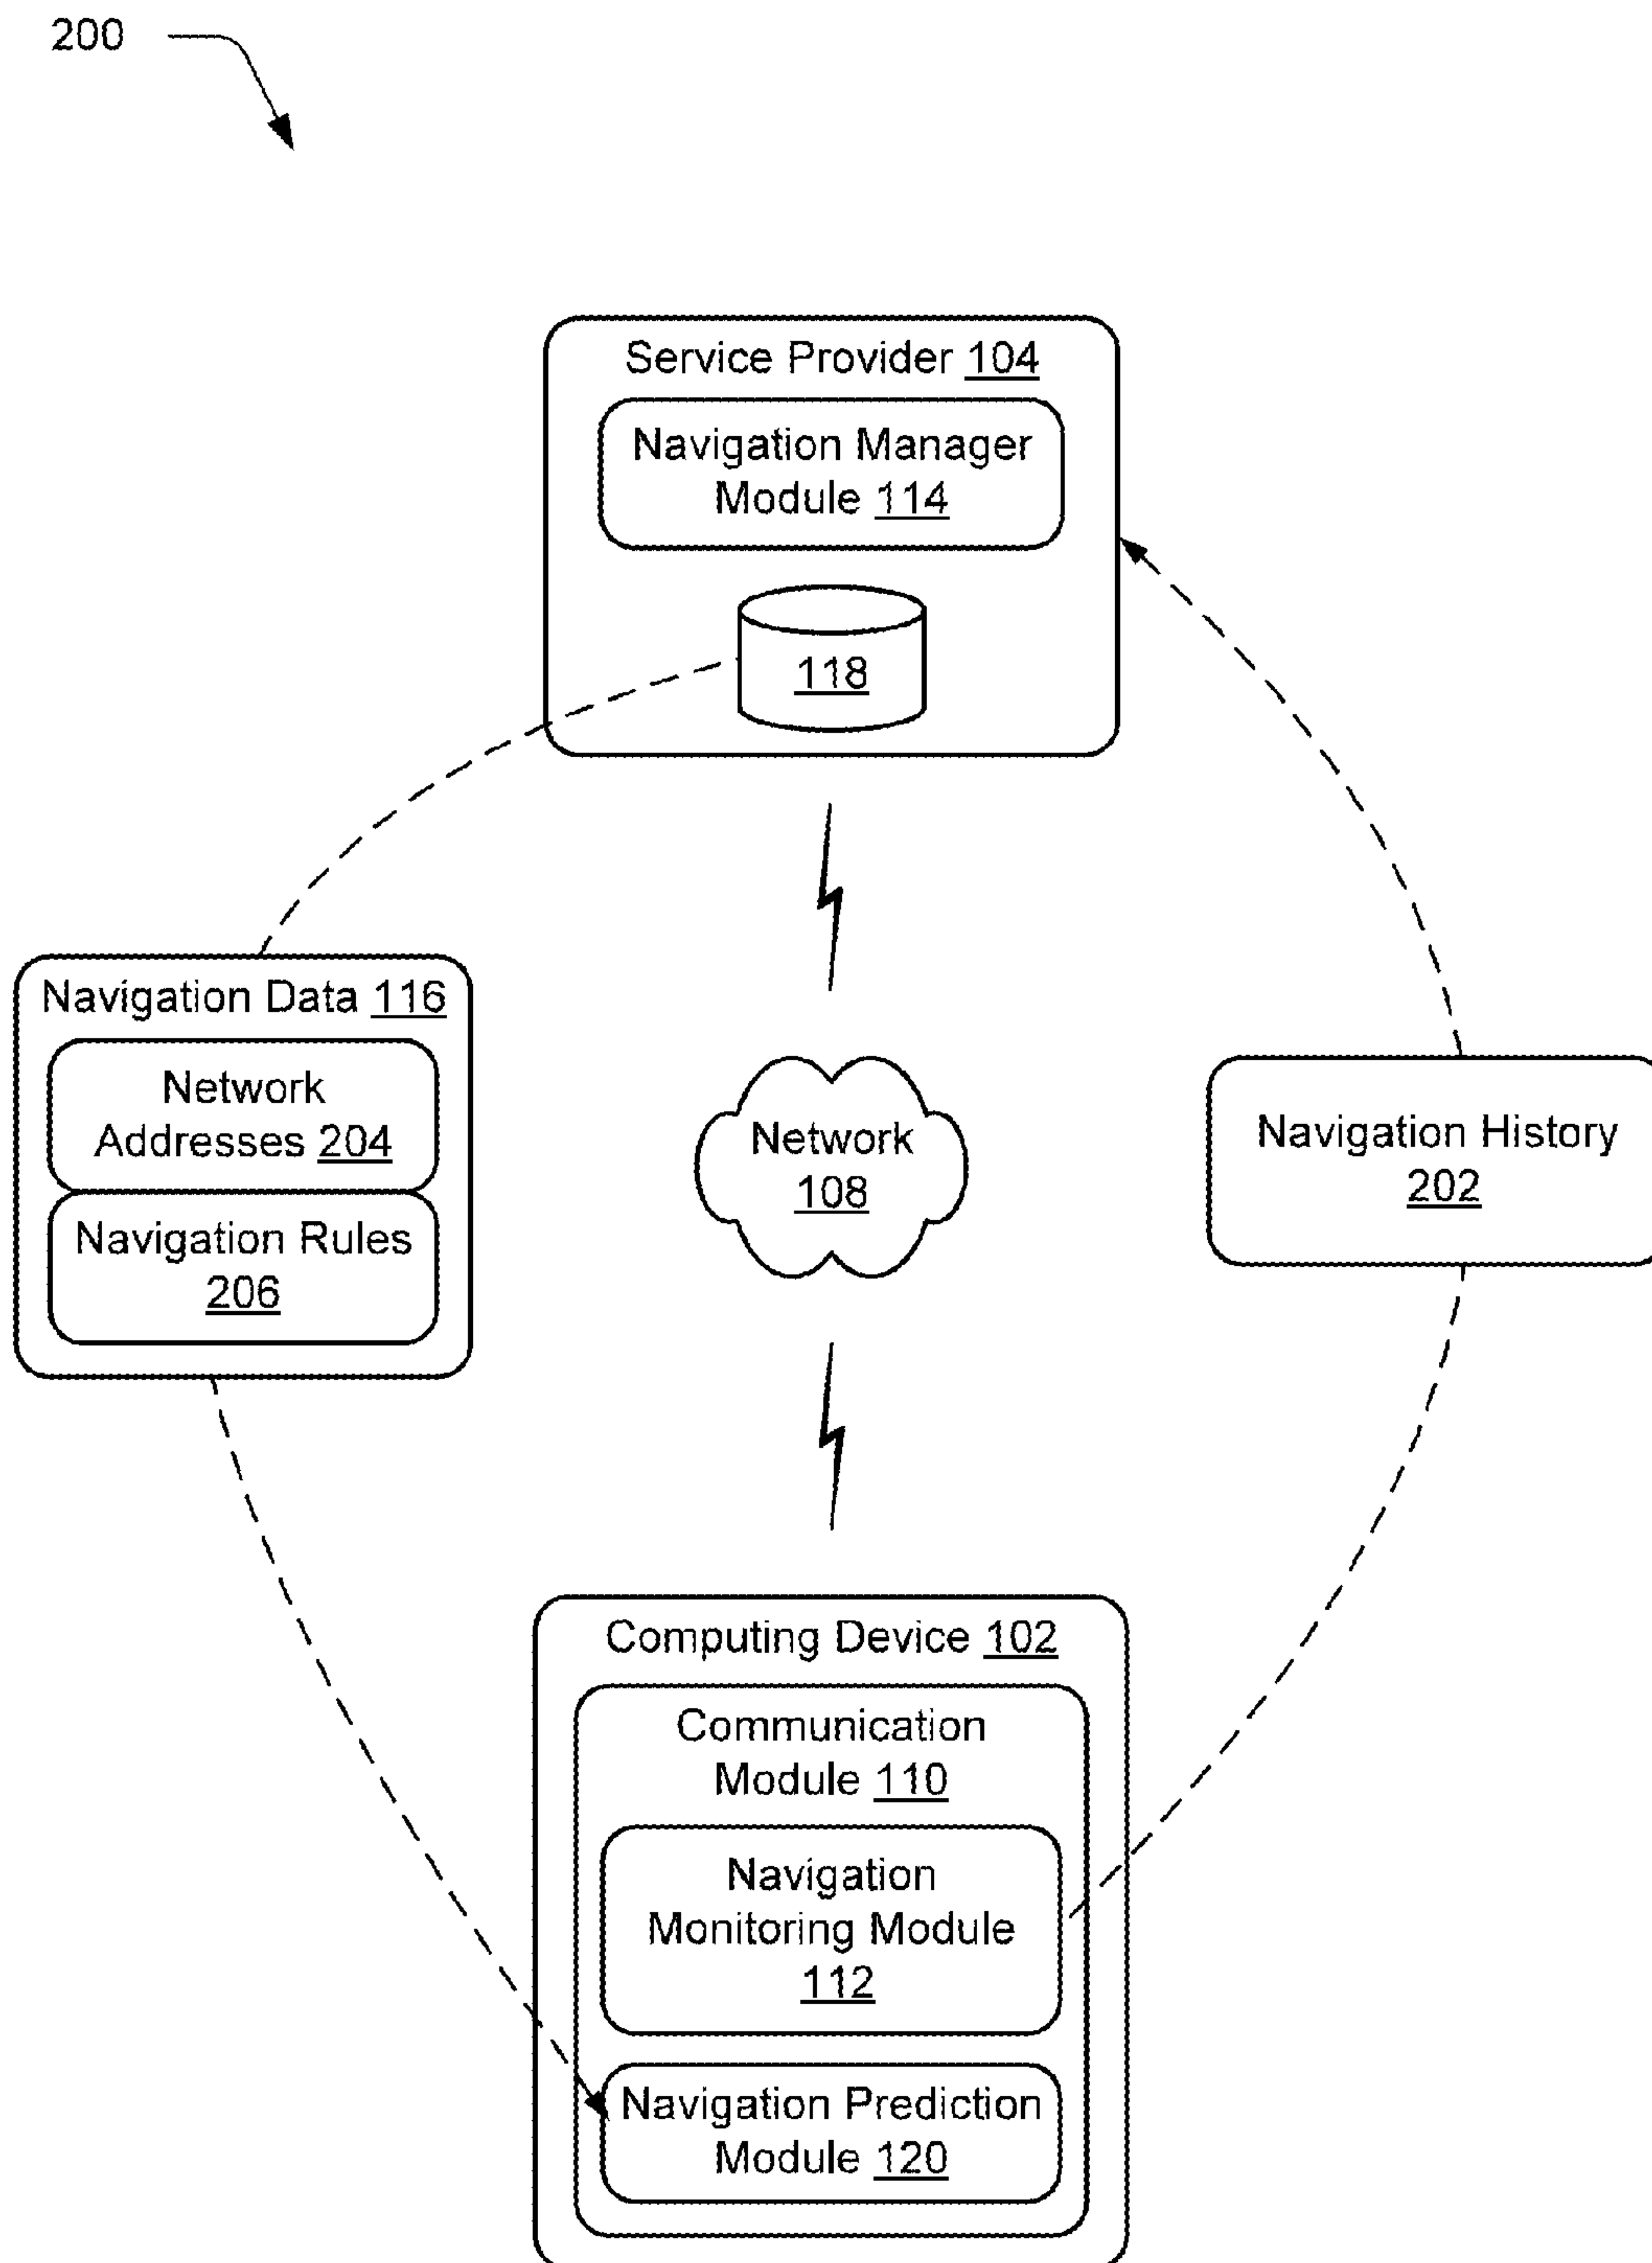 200
Service Provider 104
Navigation Manager
Module 114
118
Navigation Data 116
Network
Addresses 204
Navigation Rules
206
Network
108
Navigation History
202
Computing Device 102
Communication
Module 110
Navigation
Monitoring Module
112
Navigation Prediction
Module 120